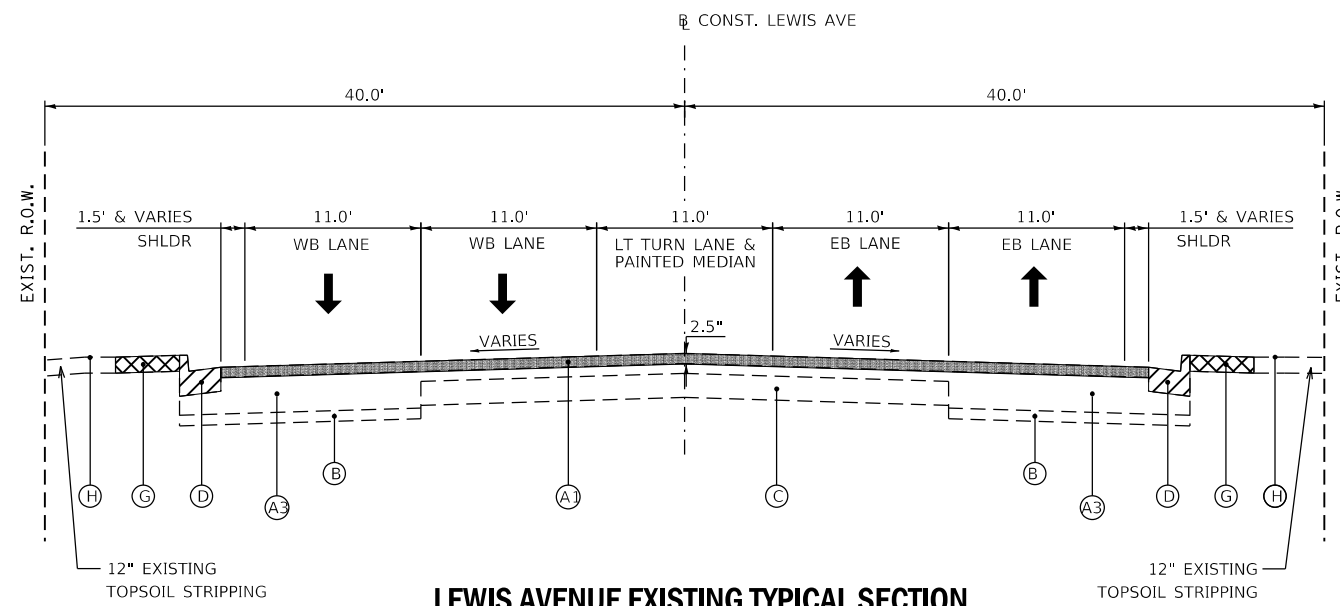 B CONST. LEWIS AVE
40.0'
40.0'
EXIST. R.O.W.
EXIST. R.O.W.
1.5' & VARIES
SHLDR
11.0'
WB LANE
11.0'
WB LANE
11.0'
LT TURN LANE &
PAINTED MEDIAN
11.0'
EB LANE
11.0'
EB LANE
1.5' & VARIES
SHLDR
VARIES
2.5"
VARIES
H
G
D
A3
B
A1
C
B
A3
D
G
H
12" EXISTING
TOPSOIL STRIPPING
12" EXISTING
TOPSOIL STRIPPING
LEWIS AVENUE EXISTING TYPICAL SECTION